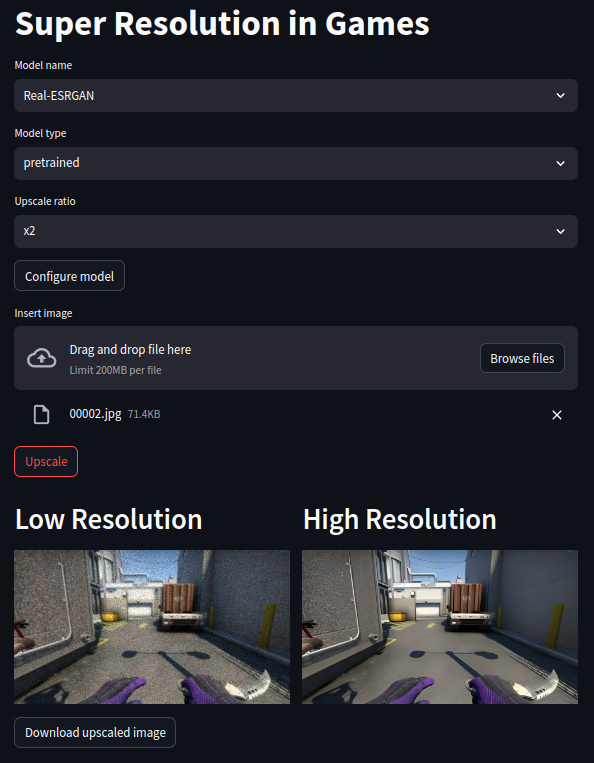 Super Resolution in Games
Model name
Real-ESRGAN
Model type
pretrained
Upscale ratio
x2
Configure model
Insert image
Drag and drop file here
Limit 200MB per file
Browse files
00002.jpg 71.4KB
Upscale
Low Resolution
High Resolution
Download upscaled image